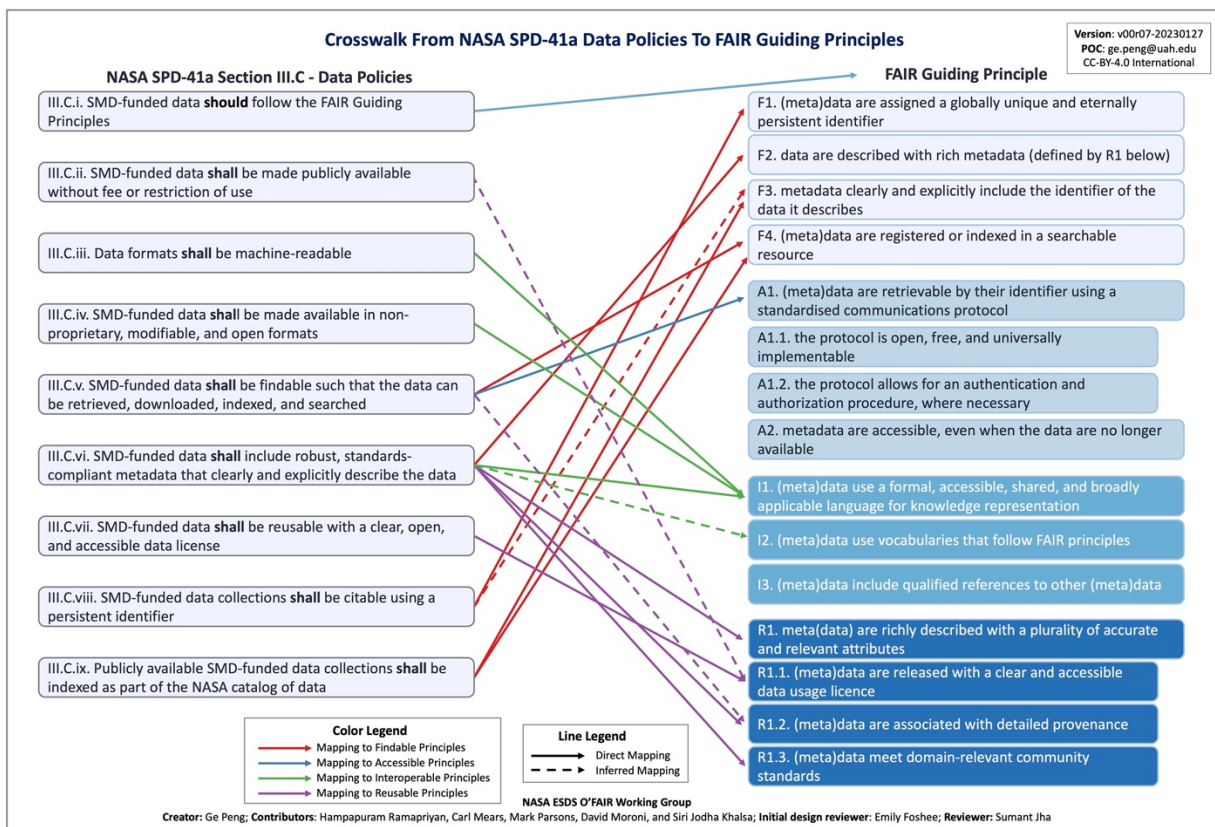 Crosswalk From NASA SPD-41a Data Policies To FAIR Guiding Principles
Version: v00r07-20230127
POC: ge.peng@uah.edu
CC-BY-4.0 International
NASA SPD-41a Section III.C - Data Policies
III.C.i. SMD-funded data should follow the FAIR Guiding
Principles
III.C.ii. SMD-funded data shall be made publicly available
without fee or restriction of use
III.C.iii. Data formats shall be machine-readable
III.C.iv. SMD-funded data shall be made available in non-
proprietary, modifiable, and open formats
III.C.v. SMD-funded data shall be findable such that the data can
be retrieved, downloaded, indexed, and searched
III.C.vi. SMD-funded data shall include robust, standards-
compliant metadata that clearly and explicitly describe the data
III.C.vii. SMD-funded data shall be reusable with a clear, open,
and accessible data license
III.C.viii. SMD-funded data collections shall be citable using a
persistent identifier
III.C.ix. Publicly available SMD-funded data collections shall be
indexed as part of the NASA catalog of data
FAIR Guiding Principle
F1. (meta)data are assigned a globally unique and eternally
persistent identifier
F2. data are described with rich metadata (defined by R1 below)
F3. metadata clearly and explicitly include the identifier of the
data it describes
F4. (meta)data are registered or indexed in a searchable
resource
A1. (meta)data are retrievable by their identifier using a
standardised communications protocol
A1.1. the protocol is open, free, and universally
implementable
A1.2. the protocol allows for an authentication and
authorization procedure, where necessary
A2. metadata are accessible, even when the data are no longer
available
I1. (meta)data use a formal, accessible, shared, and broadly
applicable language for knowledge representation
I2. (meta)data use vocabularies that follow FAIR principles
I3. (meta)data include qualified references to other (meta)data
R1. meta(data) are richly described with a plurality of accurate
and relevant attributes
R1.1. (meta)data are released with a clear and accessible
data usage licence
R1.2. (meta)data are associated with detailed provenance
R1.3. (meta)data meet domain-relevant community
standards
Color Legend
Mapping to Findable Principles
Mapping to Accessible Principles
Mapping to Interoperable Principles
Mapping to Reusable Principles
Line Legend
Direct Mapping
Inferred Mapping
NASA ESDS O’FAIR Working Group
Creator: Ge Peng; Contributors: Hampapuram Ramapriyan, Carl Mears, Mark Parsons, David Moroni, and Siri Jodha Khalsa; Initial design reviewer: Emily Foshee; Reviewer: Sumant Jha